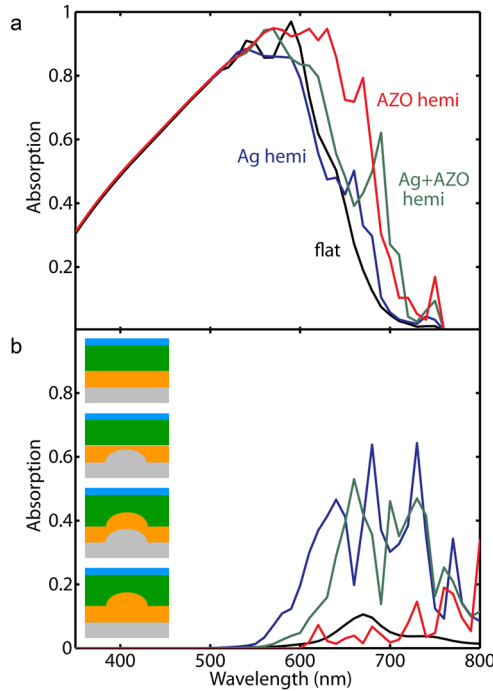 a
1
0.8
0.6
0.4
0.2
Absorption
AZO hemi
Ag hemi
Ag+AZO
hemi
flat
b
0.8
0.6
0.4
0.2
0
Absorption
400
500
600
700
800
Wavelength (nm)